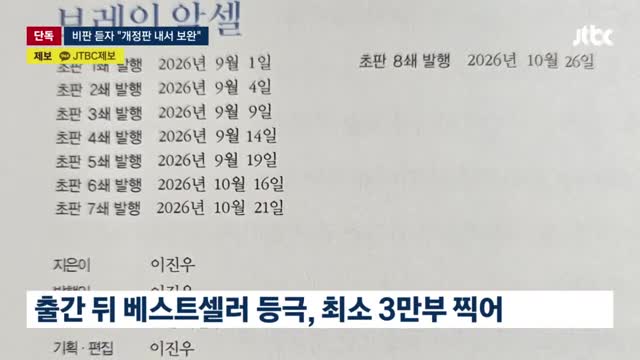 단독 비판 듣자 "개정판 내서 보완"
제보 JTBC제보
jtbc
브레이 악셀
초판 1쇄 발행 2026년 9월 1일
초판 2쇄 발행 2026년 9월 4일
초판 3쇄 발행 2026년 9월 9일
초판 4쇄 발행 2026년 9월 14일
초판 5쇄 발행 2026년 9월 19일
초판 6쇄 발행 2026년 10월 16일
초판 7쇄 발행 2026년 10월 21일
초판 8쇄 발행 2026년 10월 26일
지은이 이진우
이진우
출간 뒤 베스트셀러 등극, 최소 3만부 찍어
기획·편집 이진우